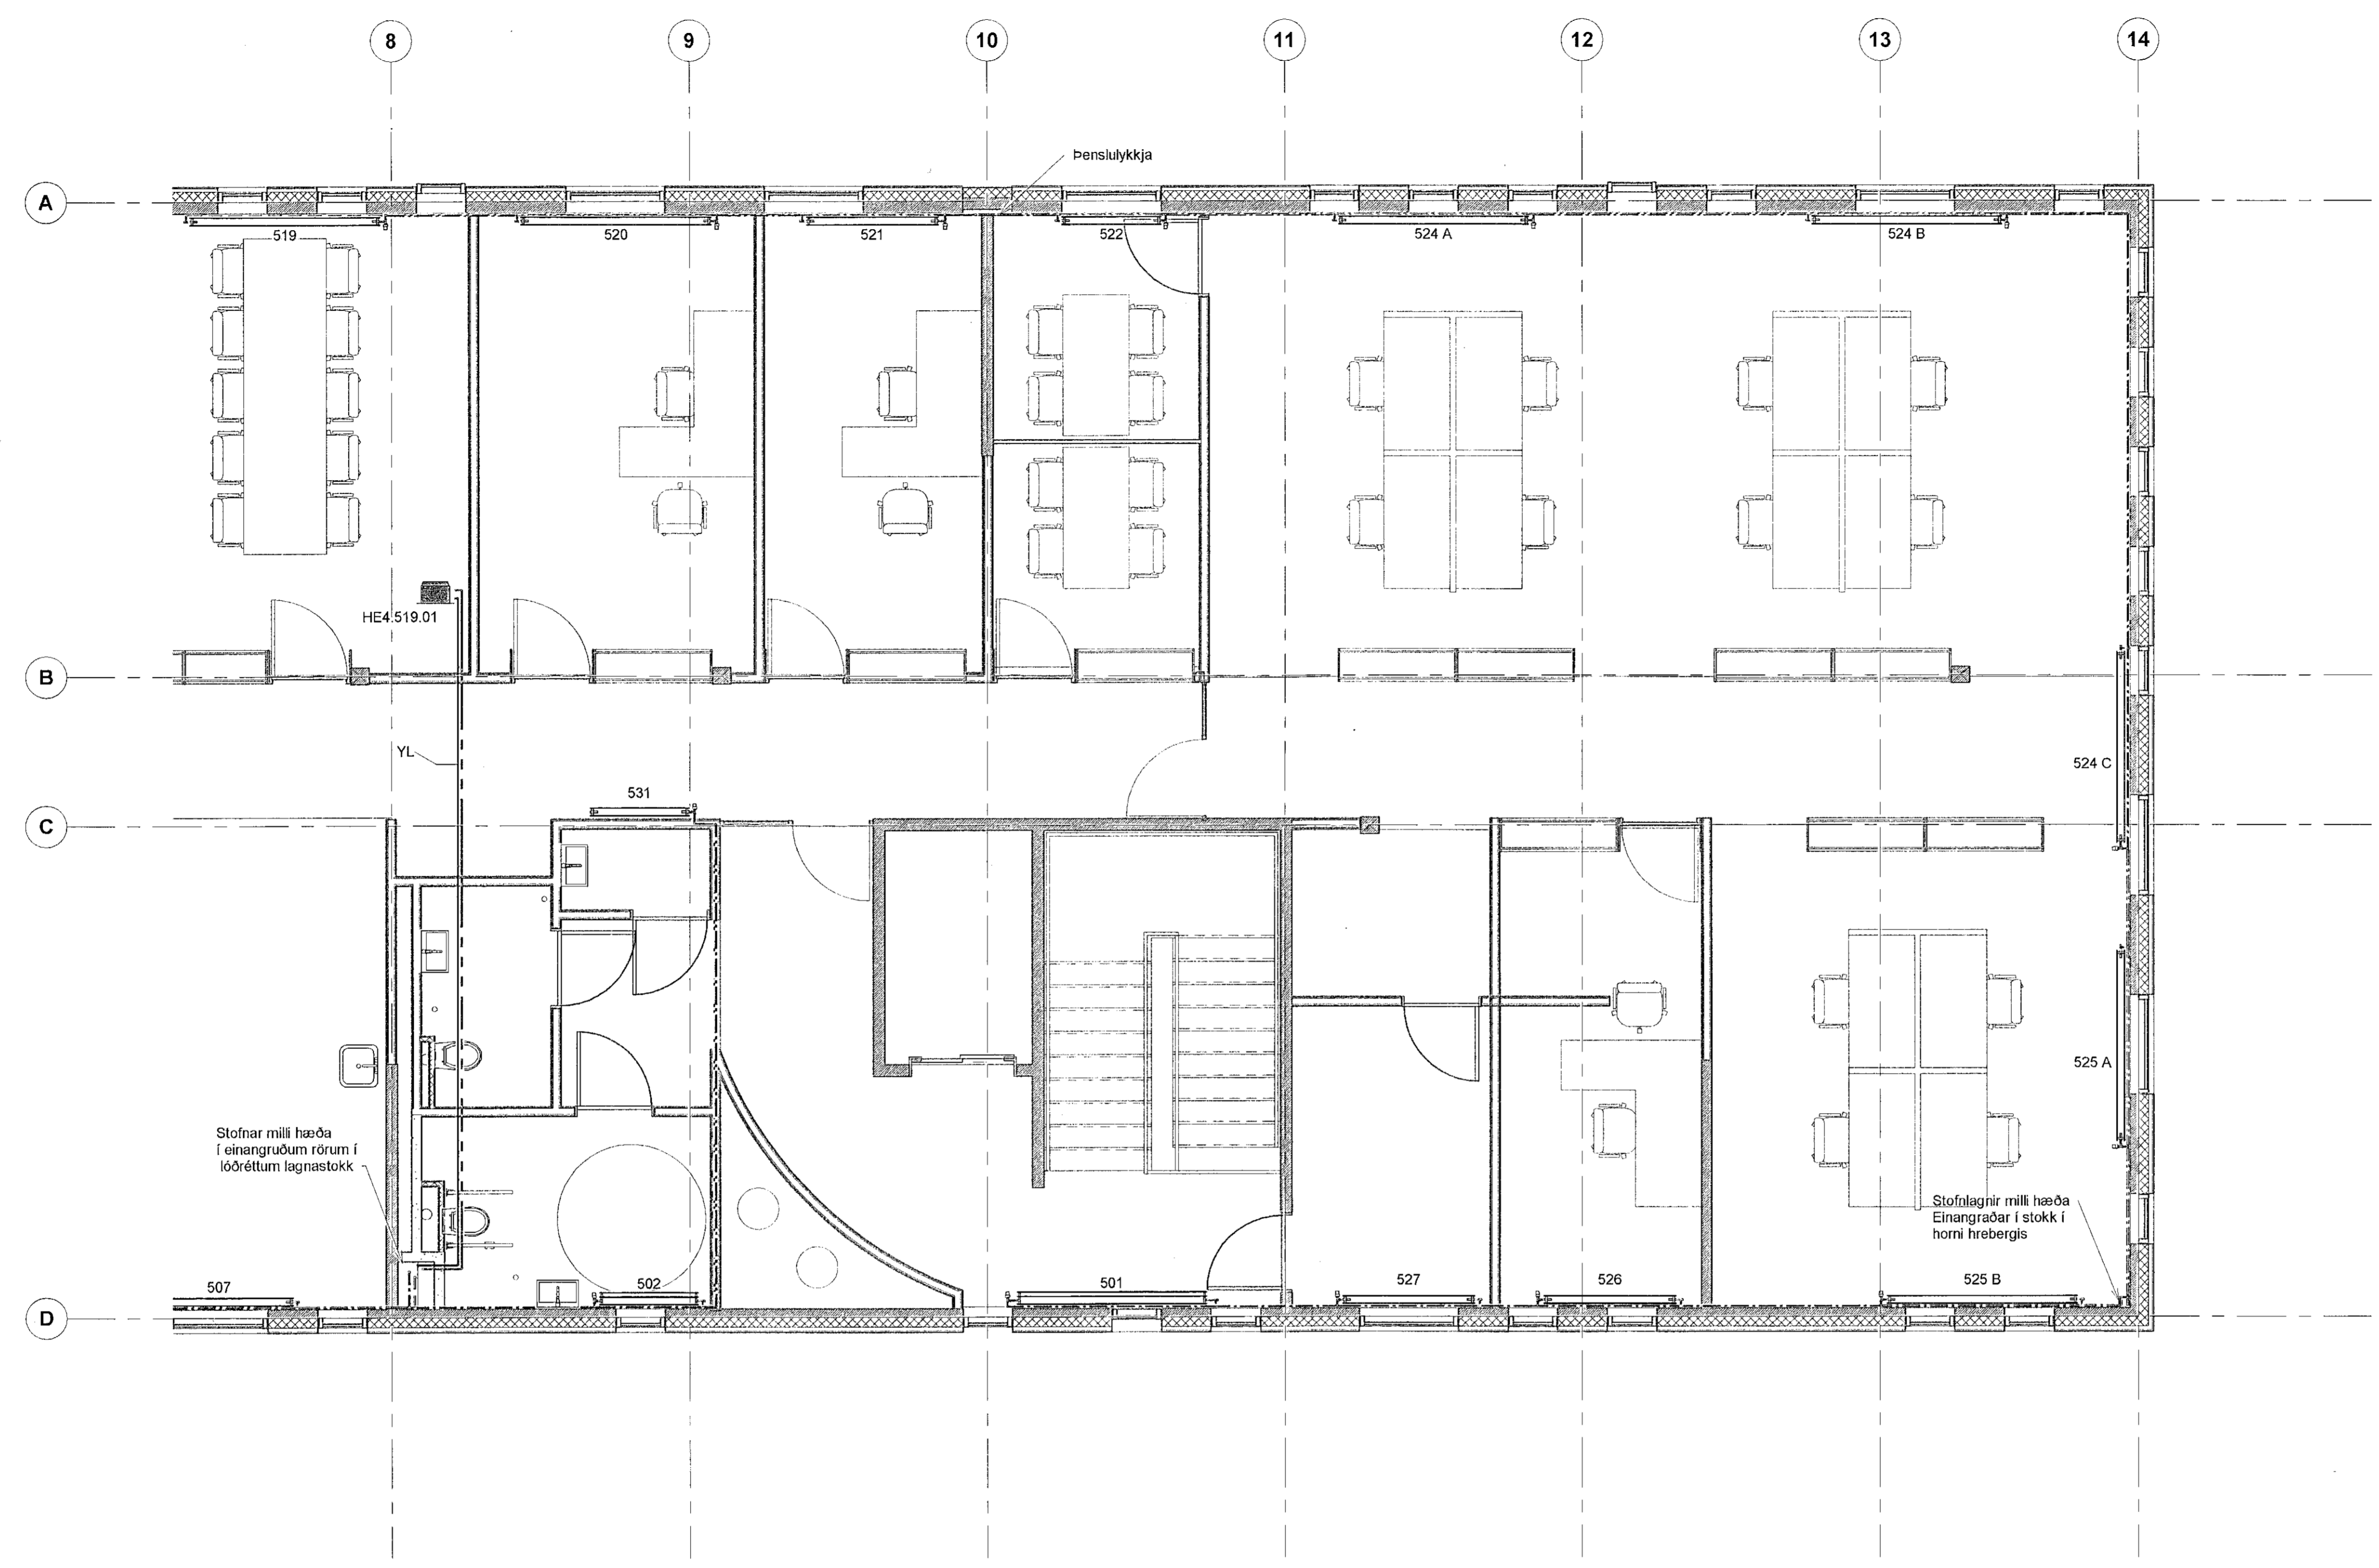 8
9
10
11
12
13
14
Þenslulykkja
A
519
520
521
522
524 A
524 B
HE4.519.01
B
YL
524 C
531
C
525 A
Stofnar milli hæða
í einangruðum rörum í
lóðréttum lagnastokk
Stofnlagnir milli hæða
Einangraðar í stokk í
horni hrebergis
507
502
501
527
526
525 B
D